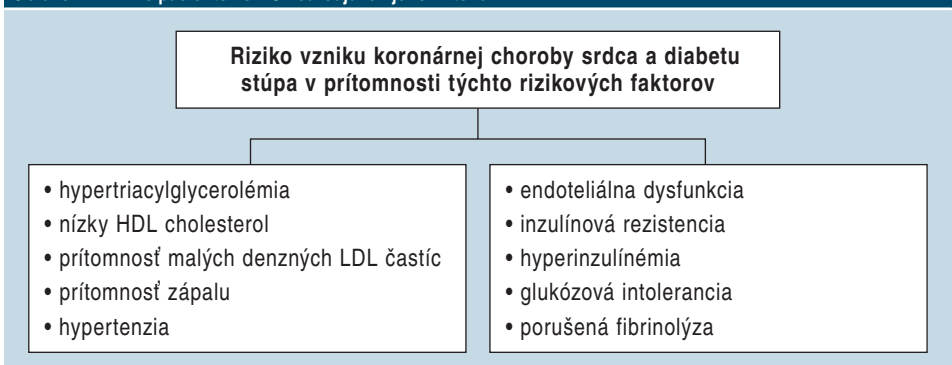 Riziko vzniku koronárnej choroby srdca a diabetu
stúpa v prítomnosti týchto rizikových faktorov
• hypertriacylglycerolémia
• nízky HDL cholesterol
• prítomnosť malých denzných LDL častíc
• prítomnosť zápalu
• hypertenzia
• endoteliálna dysfunkcia
• inzulínová rezistencia
• hyperinzulínémia
• glukózová intolerancia
• porušená fibrinolýza